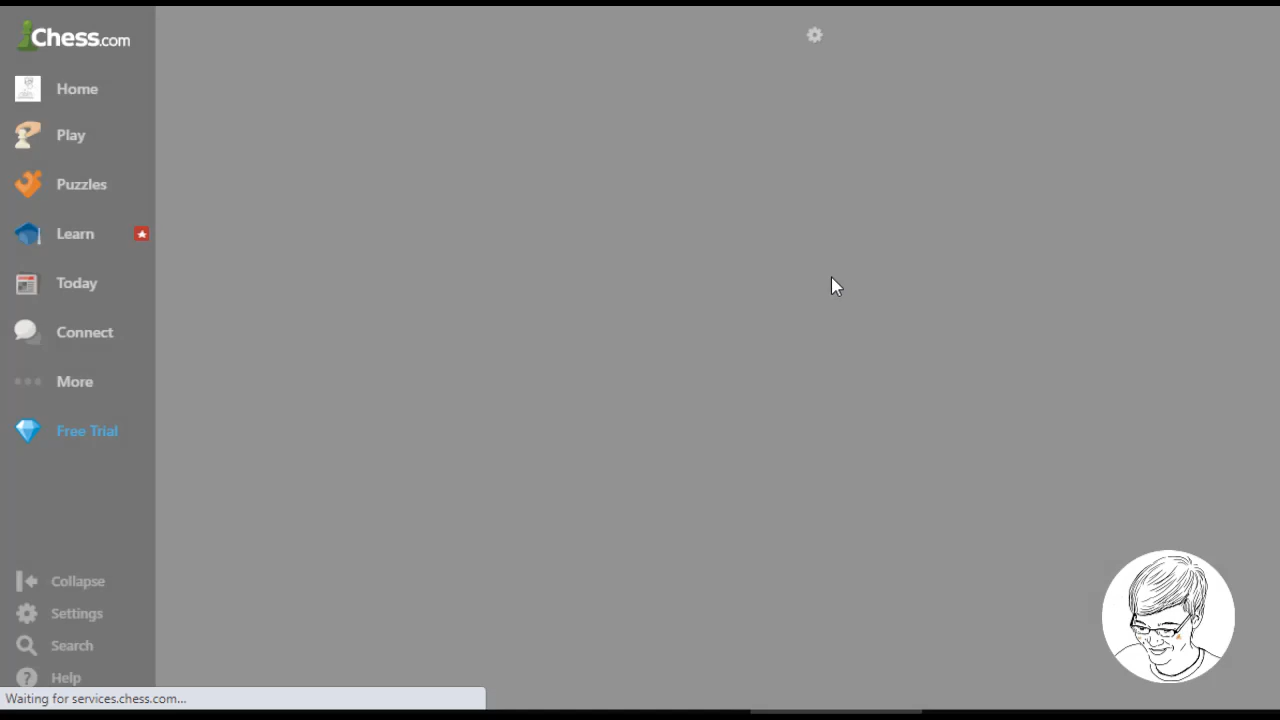 Chess.com
Home
Play
Puzzles
Learn
Today
Connect
More
Free Trial
Collapse
Settings
Search
Help
Waiting for services.chess.com...